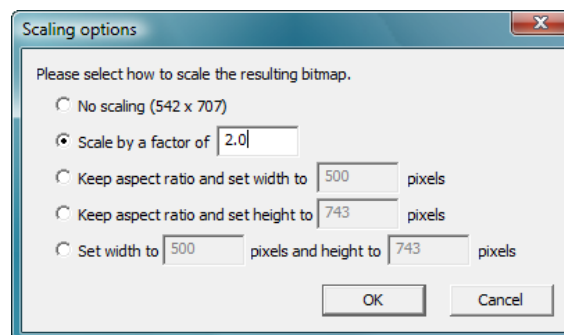 Scaling options
Please select how to scale the resulting bitmap.
No scaling (542 x 707)
Scale by a factor of 2.0
Keep aspect ratio and set width to 500 pixels
Keep aspect ratio and set height to 743 pixels
Set width to 500 pixels and height to 743 pixels
OK Cancel